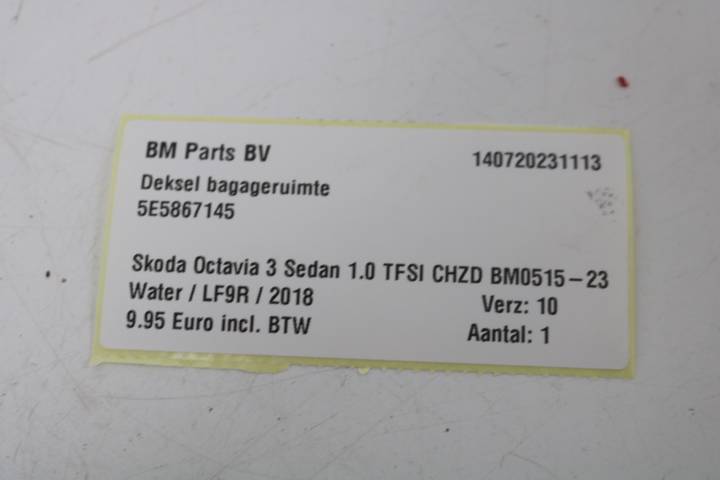 BM Parts BV 140720231113
Deksel bagageruimte
5E5867145
Skoda Octavia 3 Sedan 1.0 TFSI CHZD BM0515-23
Water / LF9R / 2018 Verz: 10
9.95 Euro incl. BTW Aantal: 1